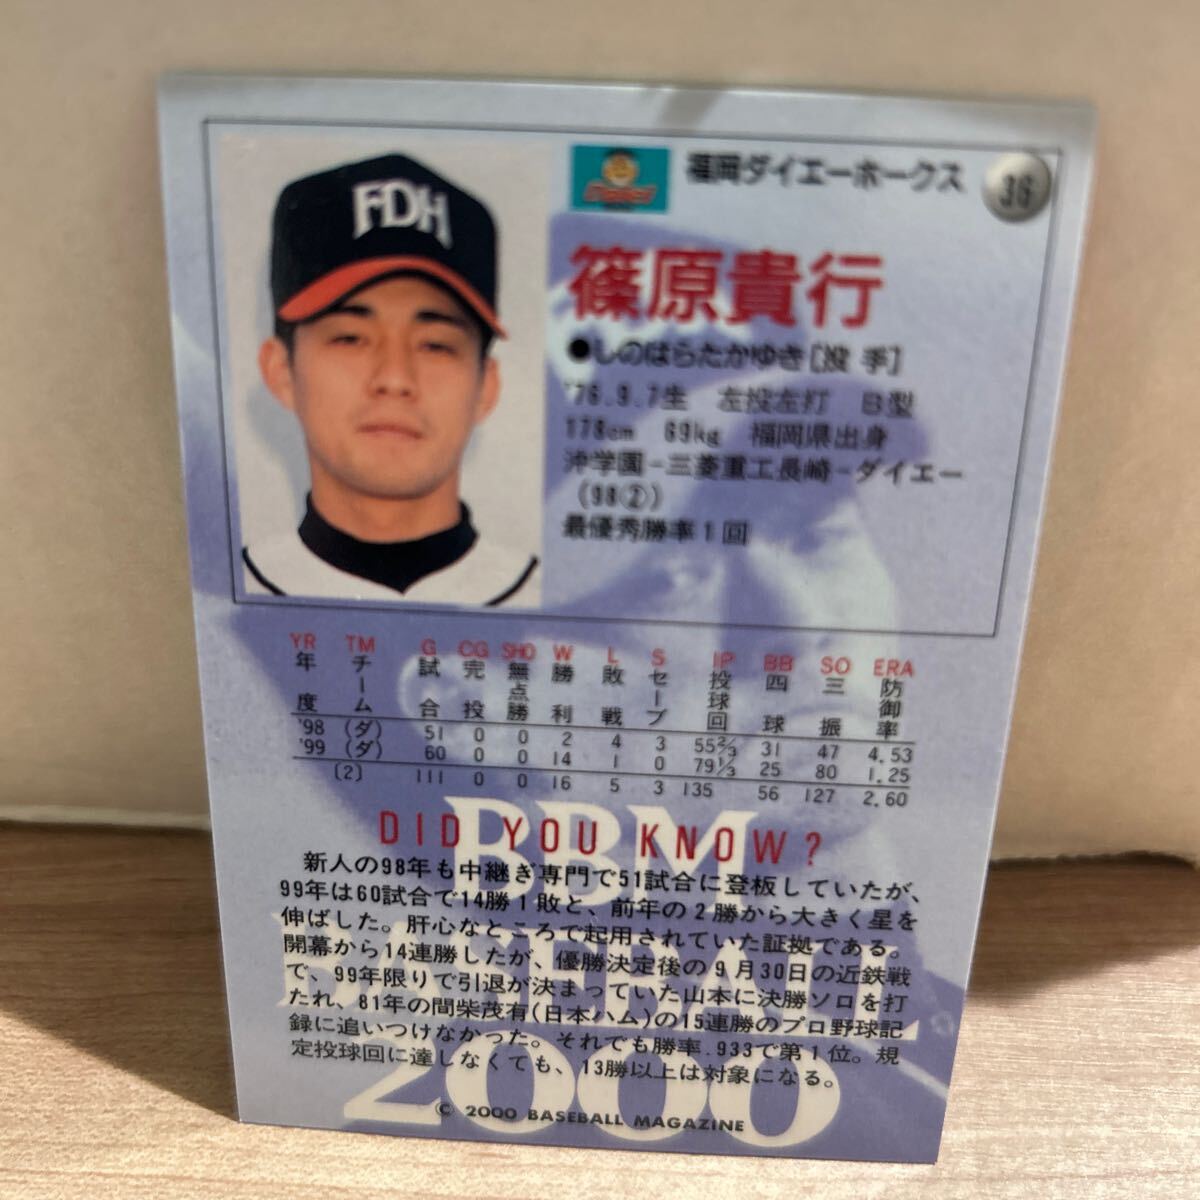 FDH
福岡ダイエーホークス
36
篠原貴行
●しのはらたかゆき[投 手]
'76.9.7生 左投左打 B型
178cm 69kg 福岡県出身
沖学園-三菱重工長崎-ダイエー
(98②)
最優秀勝率1回
YR TM G CG SHO W L S IP BB SO ERA
年度 チーム 試合 完投 無点勝 勝利 敗戦 セーブ 投球回 四球 三振 防御率
'98 (ダ) 51 0 0 2 4 3 55⅔ 31 47 4.53
'99 (ダ) 60 0 0 14 1 0 79⅓ 25 80 1.25
(2) 111 0 0 16 5 3 135 56 127 2.60
BBM
BASEBALL
2000
DID YOU KNOW?
新人の98年も中継ぎ専門で51試合に登板していたが、
99年は60試合で14勝1敗と、前年の2勝から大きく星を
伸ばした。肝心なところで起用されていた証拠である。
開幕から14連勝したが、優勝決定後の9月30日の近鉄戦
で、99年限りで引退が決まっていた山本に決勝ソロを打
たれ、81年の間柴茂有(日本ハム)の15連勝のプロ野球記
録に追いつけなかった。それでも勝率.933で第1位。規
定投球回に達しなくても、13勝以上は対象になる。
© 2000 BASEBALL MAGAZINE